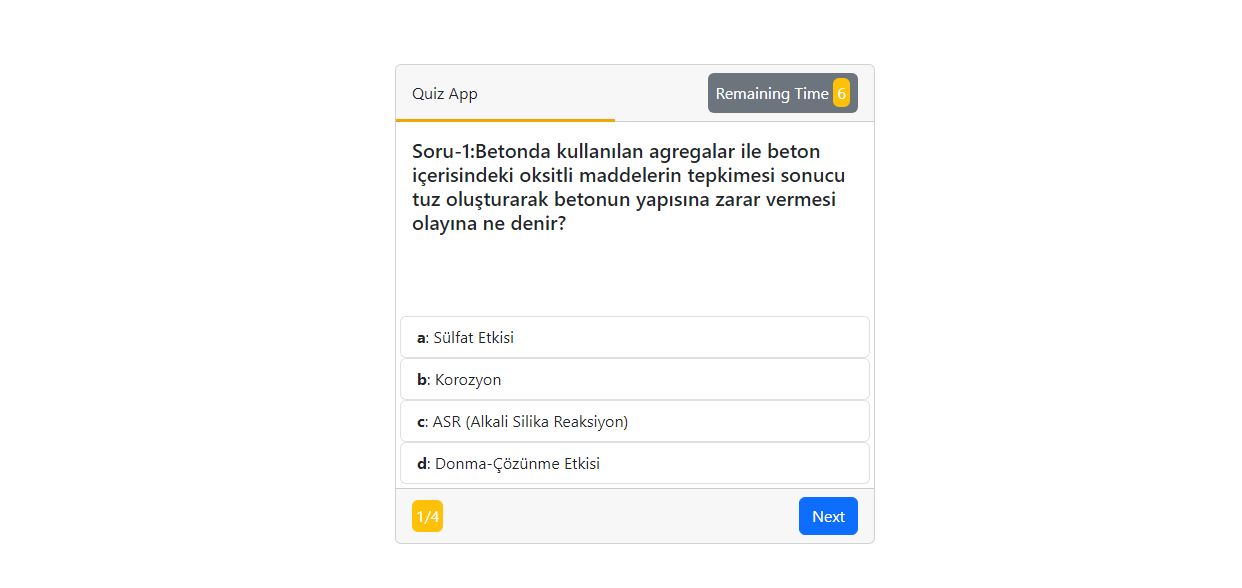 Quiz App
Remaining Time 6
Soru-1:Betonda kullanılan agregalar ile beton
içerisindeki oksitli maddelerin tepkimesi sonucu
tuz oluşturarak betonun yapısına zarar vermesi
olayına ne denir?
a: Sülfat Etkisi
b: Korozyon
c: ASR (Alkali Silika Reaksiyon)
d: Donma-Çözünme Etkisi
1/4
Next